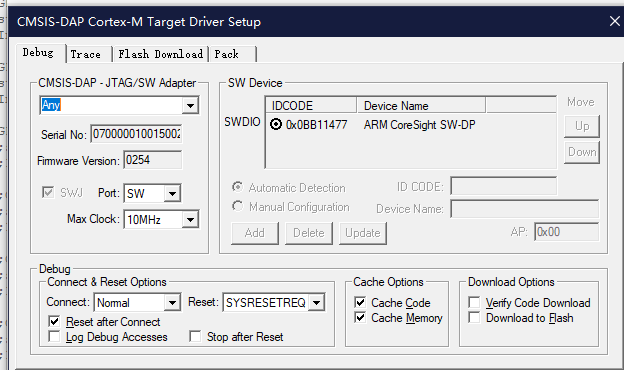 CMSIS-DAP Cortex-M Target Driver Setup
Debug Trace Flash Download Pack
CMSIS-DAP - JTAG/SW Adapter
Any
Serial No: 070000010015002
Firmware Version: 0254
SWJ Port: SW
Max Clock: 10MHz
SW Device
IDCODE Device Name Move
SWDIO 0x0BB11477 ARM CoreSight SW-DP Up
Down
Automatic Detection ID CODE:
Manual Configuration Device Name:
Add Delete Update AP: 0x00
Debug
Connect & Reset Options
Connect: Normal Reset: SYSRESETREQ
Reset after Connect
Log Debug Accesses Stop after Reset
Cache Options
Cache Code
Cache Memory
Download Options
Verify Code Download
Download to Flash